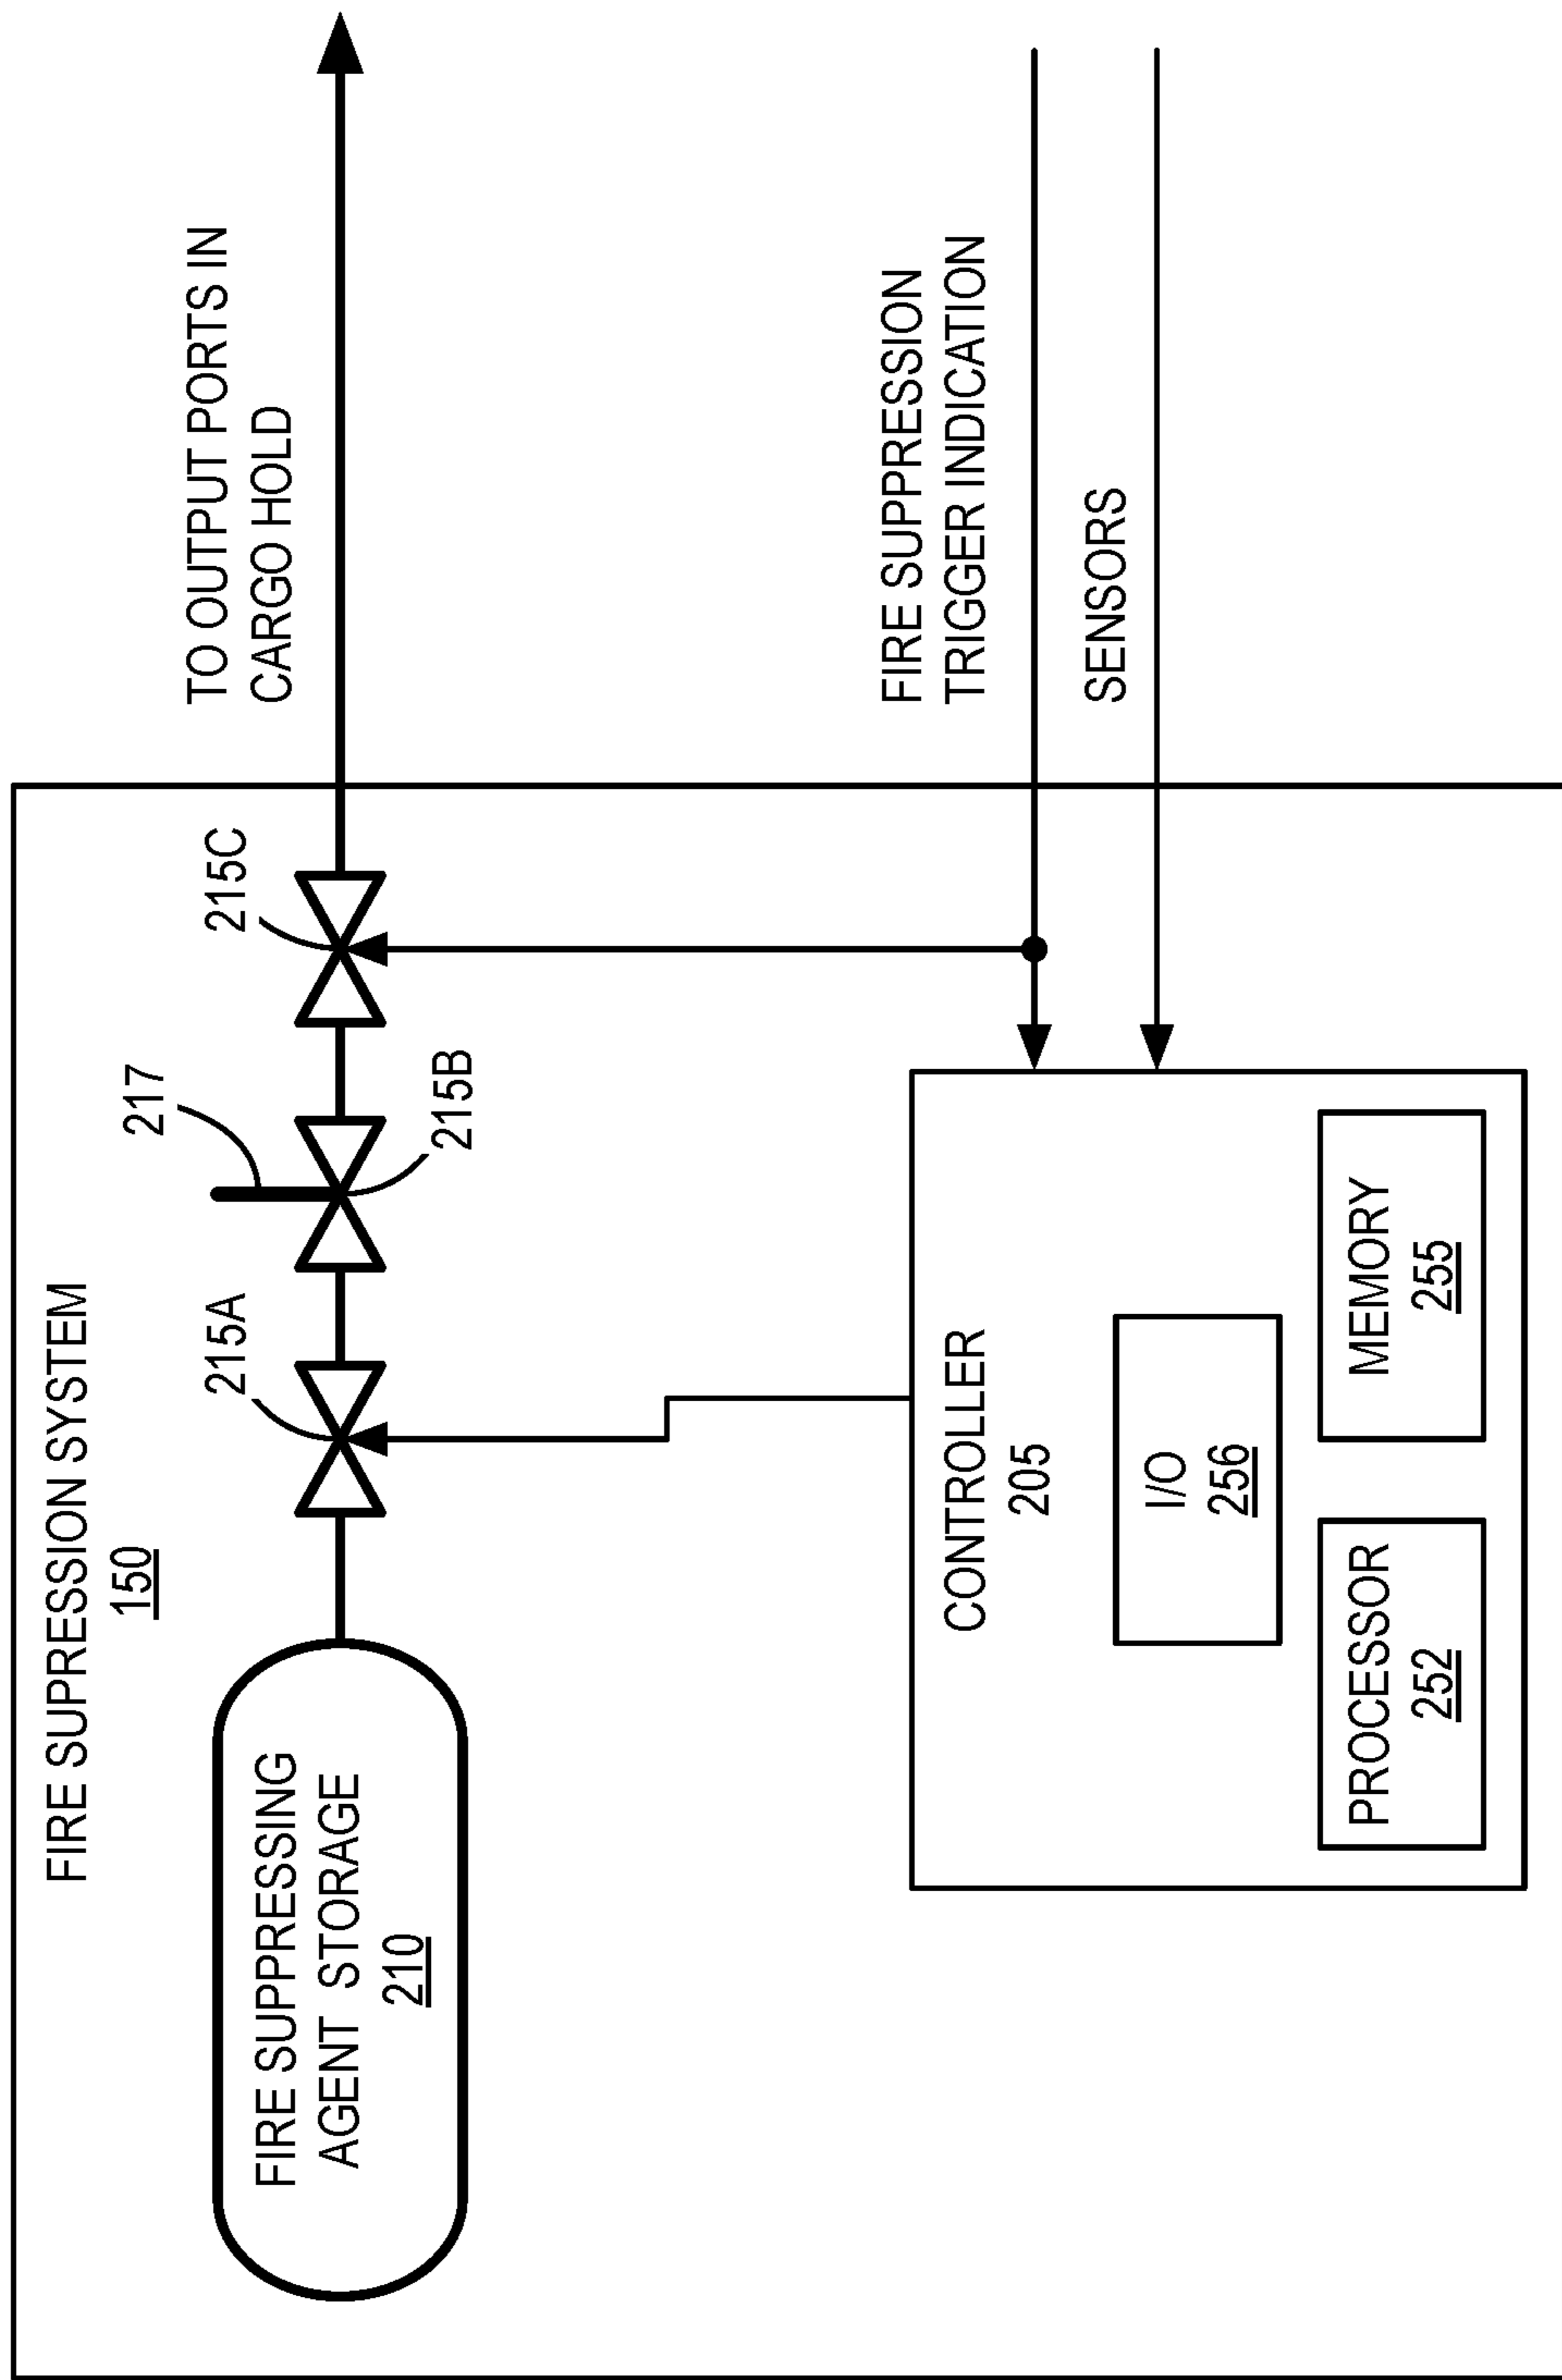 FIRE SUPRESSION SYSTEM
150
FIRE SUPPRESSING
AGENT STORAGE
210
215A
217
215B
215C
TO OUTPUT PORTS IN
CARGO HOLD
FIRE SUPPRESSION
TRIGGER INDICATION
SENSORS
CONTROLLER
205
I/O
256
PROCESSOR
252
MEMORY
255